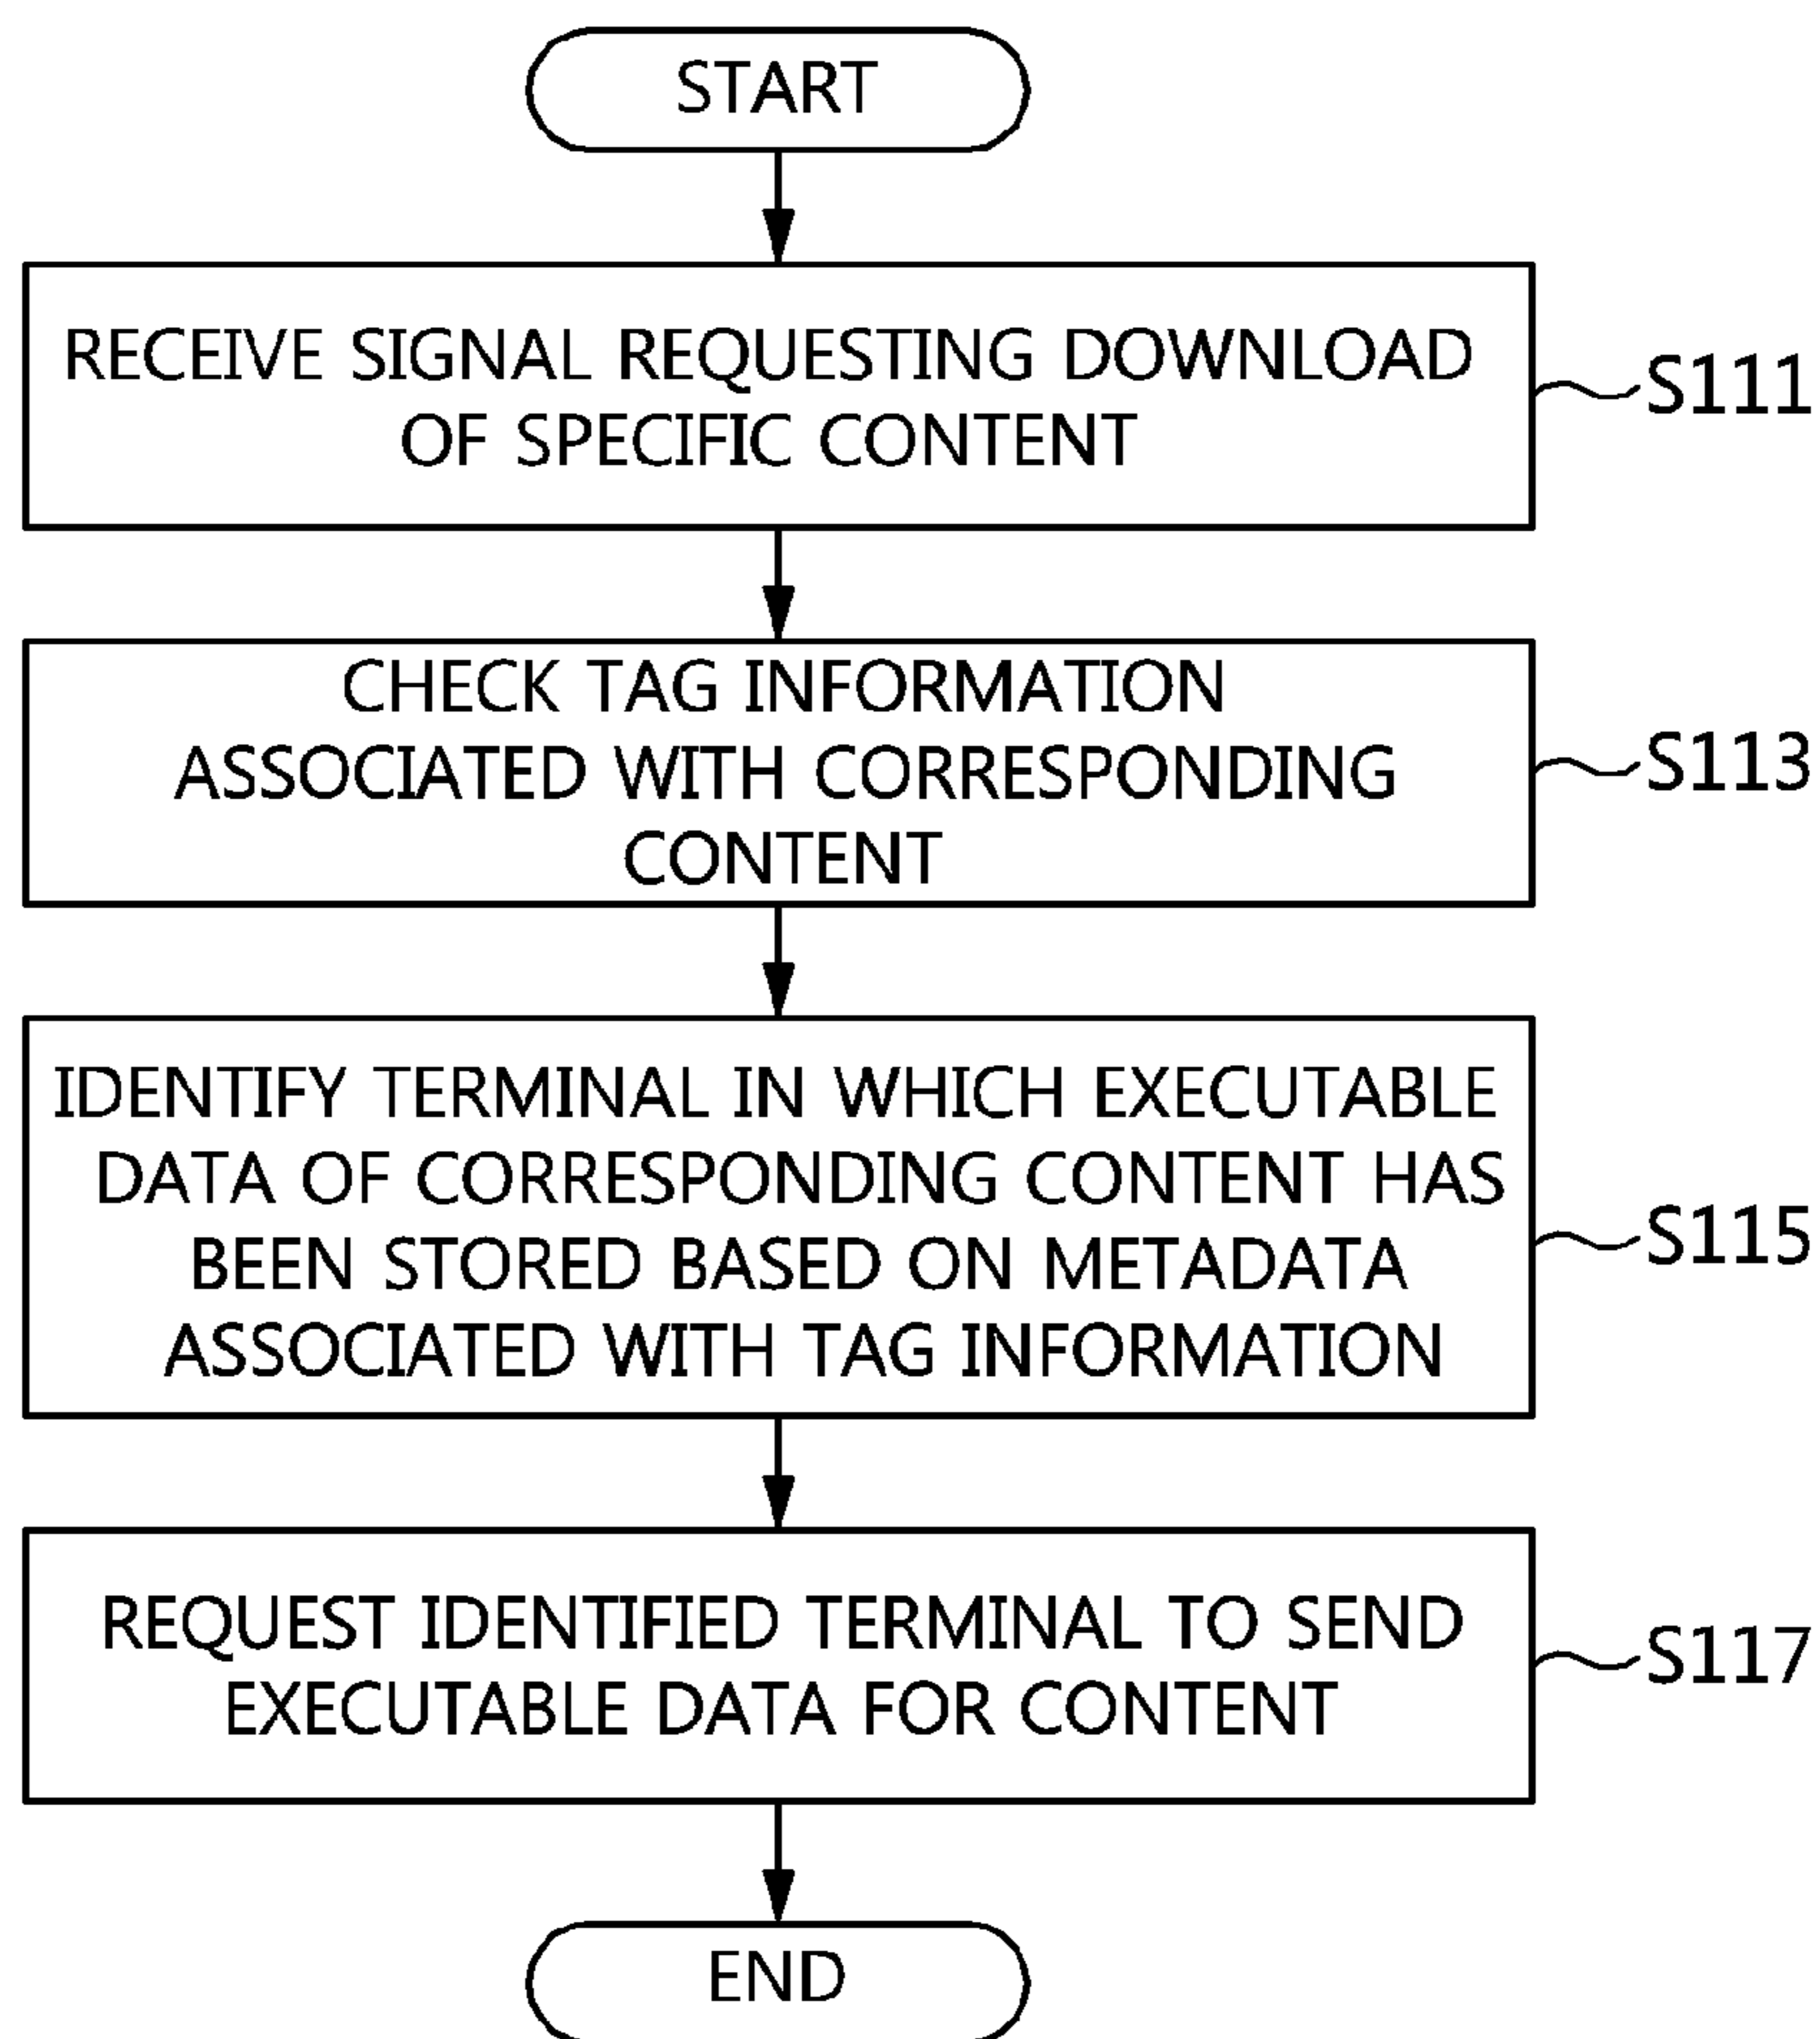 START
RECEIVE SIGNAL REQUESTING DOWNLOAD
OF SPECIFIC CONTENT
S111
CHECK TAG INFORMATION
ASSOCIATED WITH CORRESPONDING
CONTENT
S113
IDENTIFY TERMINAL IN WHICH EXECUTABLE
DATA OF CORRESPONDING CONTENT HAS
BEEN STORED BASED ON METADATA
ASSOCIATED WITH TAG INFORMATION
S115
REQUEST IDENTIFIED TERMINAL TO SEND
EXECUTABLE DATA FOR CONTENT
S117
END